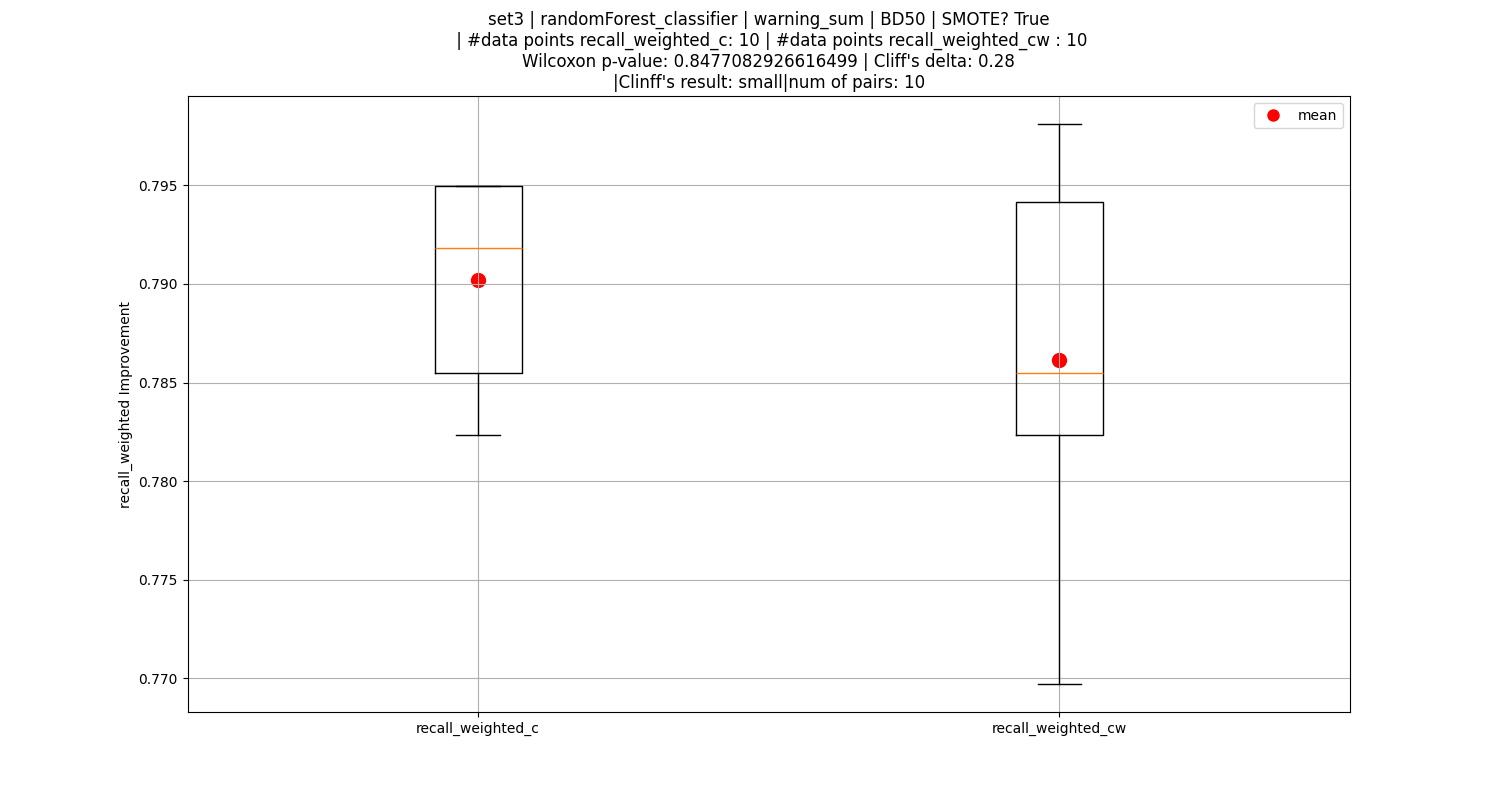 set3 | randomForest_classifier | warning_sum | BD50 | SMOTE? True
| #data points recall_weighted_c: 10 | #data points recall_weighted_cw : 10
Wilcoxon p-value: 0.8477082926616499 | Cliff's delta: 0.28
|Clinff's result: small|num of pairs: 10
mean
0.795
0.790
0.785
0.780
0.775
0.770
recall_weighted Improvement
recall_weighted_c
recall_weighted_cw